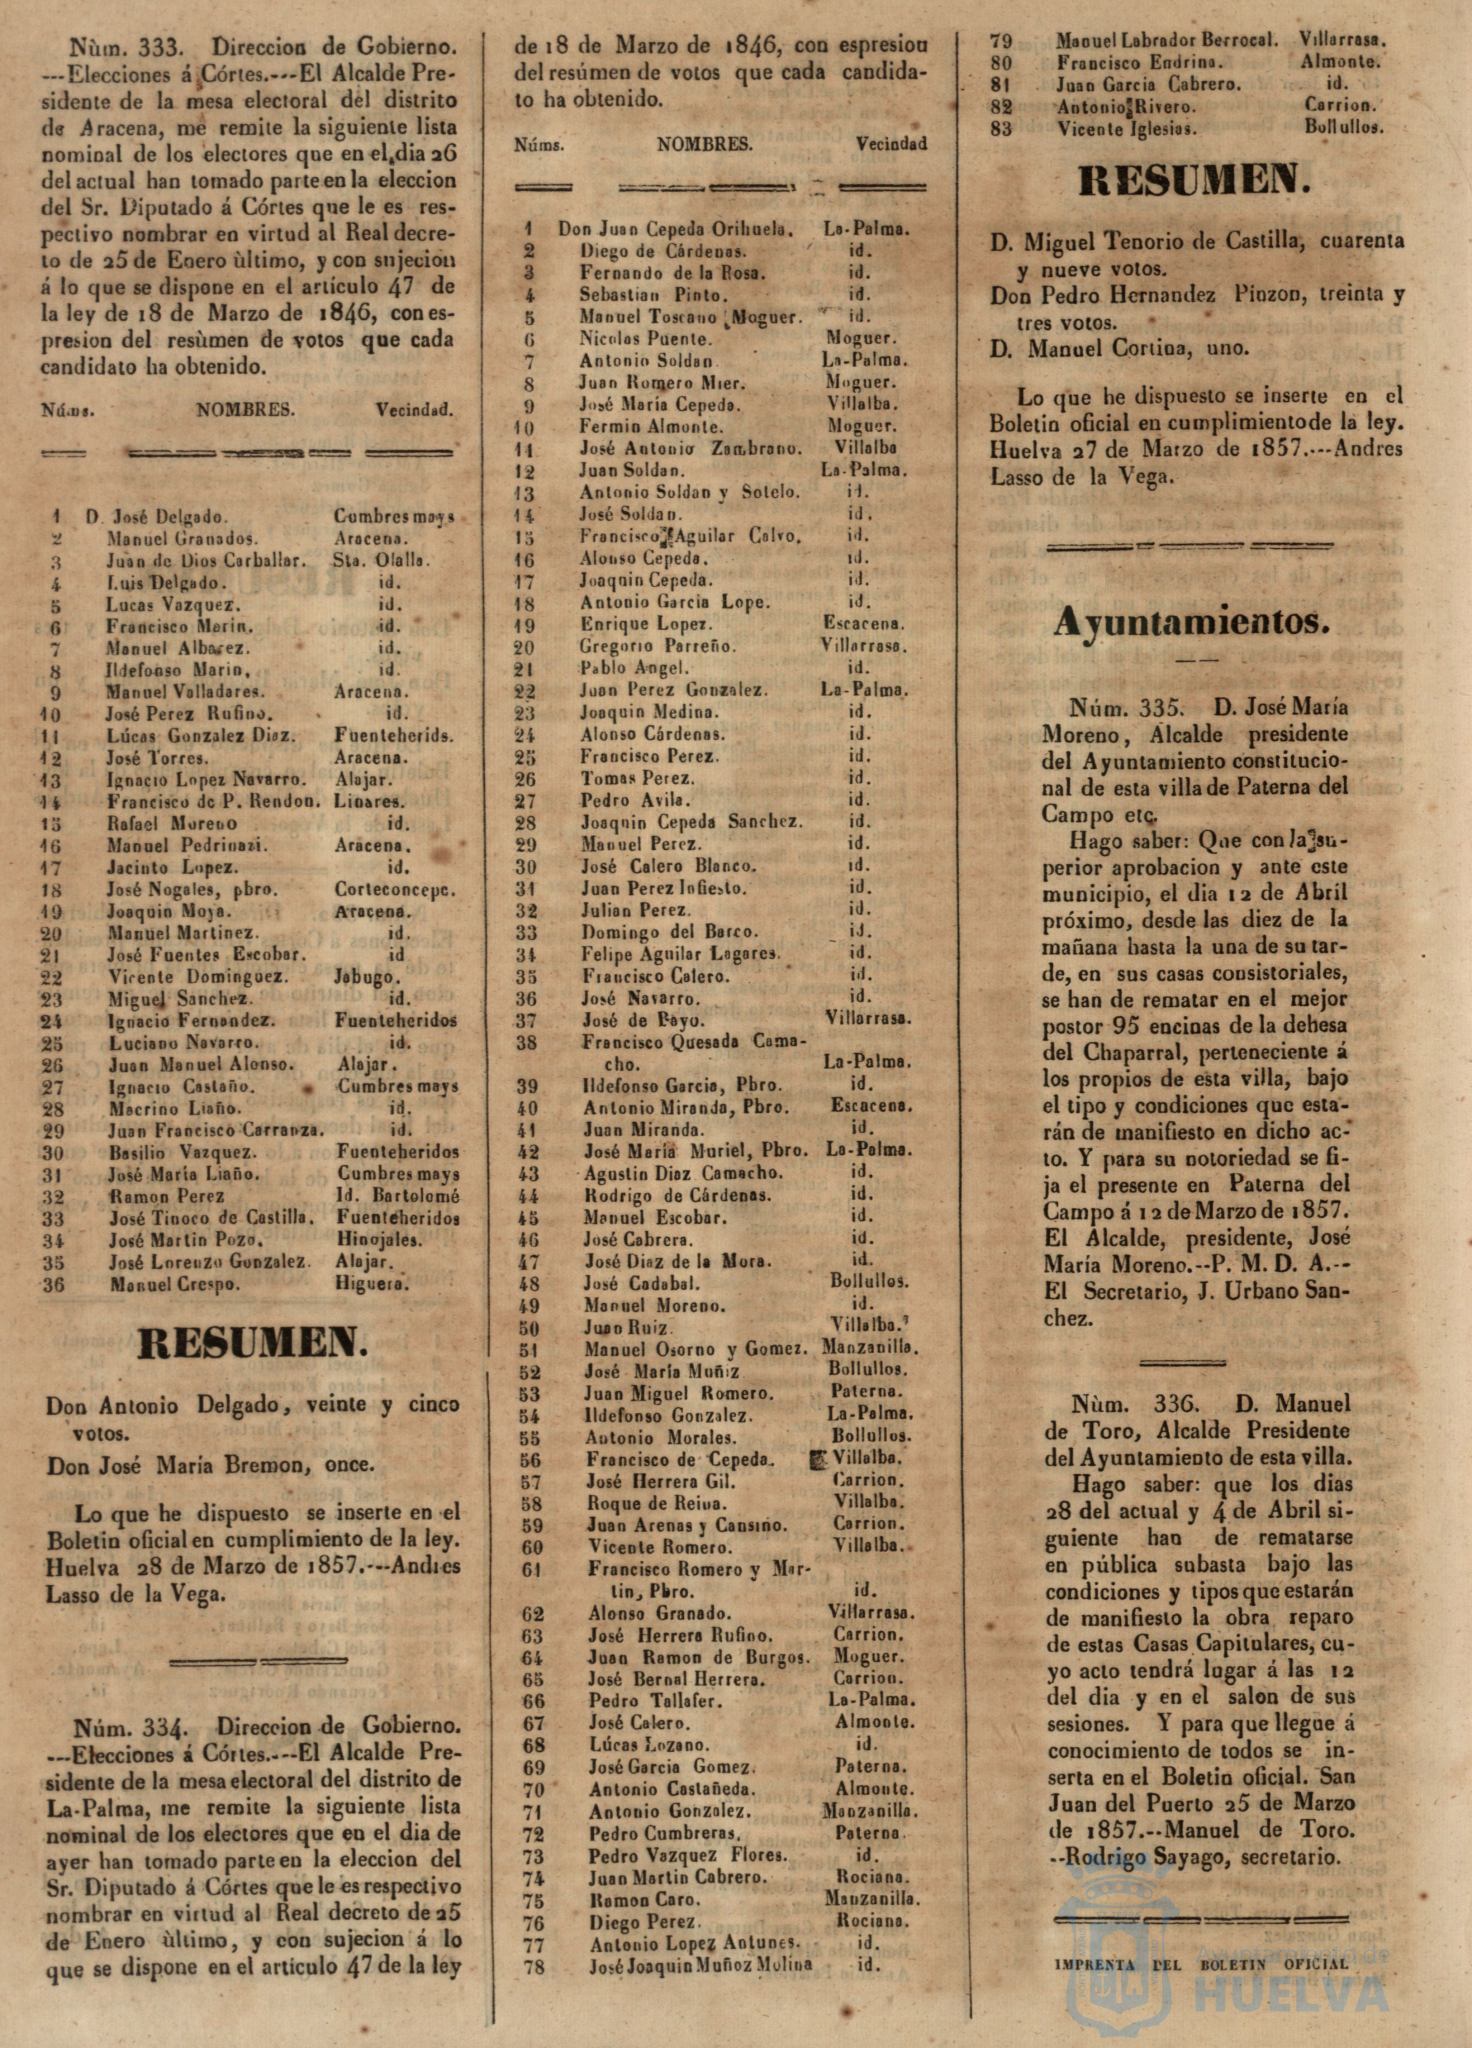 Nùm. 333. Direccion de Gobierno.
---Elecciones á Córtes.---El Alcalde Pre-
sidente de la mesa electoral del distrito
de Aracena, me remite la siguiente lista
nominal de los electores que en el dia 26
del actual han tomado parte en la eleccion
del Sr. Diputado á Córtes que le es res-
pectivo nombrar en virtud al Real decre-
to de 25 de Enero ùltimo, y con sujecion
á lo que se dispone en el artículo 47 de
la ley de 18 de Marzo de 1846, con es-
presion del resùmen de votos que cada
candidato ha obtenido.
Núms. NOMBRES. Vecindad.
1 D. José Delgado. Cumbres mays
2 Manuel Granados. Aracena.
3 Juan de Dios Carballar. Sta. Olalla.
4 Luis Delgado. id.
5 Lucas Vazquez. id.
6 Francisco Marin. id.
7 Manuel Albarez. id.
8 Ildefonso Marin, id.
9 Manuel Valladares. Aracena.
10 José Perez Rufino. id.
11 Lúcas Gonzalez Diaz. Fuenteherids.
12 José Torres. Aracena.
13 Ignacio Lopez Navarro. Alajar.
14 Francisco de P. Rendon. Linares.
15 Rafael Moreno id.
16 Manuel Pedrinazi. Aracena.
17 Jacinto Lopez. id.
18 José Nogales, pbro. Corteconcepc.
19 Joaquin Moya. Aracena.
20 Manuel Martinez. id.
21 José Fuentes Escobar. id
22 Vicente Dominguez. Jabugo.
23 Miguel Sanchez. id.
24 Ignacio Fernandez. Fuenteheridos
25 Luciano Navarro. id.
26 Juan Manuel Alonso. Alajar.
27 Ignacio Castaño. Cumbres mays
28 Macrino Liaño. id.
29 Juan Francisco Carranza. id.
30 Basilio Vazquez. Fuenteheridos
31 José María Liaño. Cumbres mays
32 Ramon Perez Id. Bartolomé
33 José Tinoco de Castilla. Fuenteheridos
34 José Martin Pozo. Hinojales.
35 José Lorenzo Gonzalez. Alajar.
36 Manuel Crespo. Higuera.
RESUMEN.
Don Antonio Delgado, veinte y cinco
votos.
Don José María Bremon, once.
Lo que he dispuesto se inserte en el
Boletin oficial en cumplimiento de la ley.
Huelva 28 de Marzo de 1857.---Andres
Lasso de la Vega.
Núm. 334. Direccion de Gobierno.
---Elecciones á Córtes.---El Alcalde Pre-
sidente de la mesa electoral del distrito de
La-Palma, me remite la siguiente lista
nominal de los electores que en el dia de
ayer han tomado parte en la eleccion del
Sr. Diputado á Córtes que le es respectivo
nombrar en virtud al Real decreto de 25
de Enero ùltimo, y con sujecion á lo
que se dispone en el artículo 47 de la ley
de 18 de Marzo de 1846, con espresion
del resúmen de votos que cada candida-
to ha obtenido.
Núms. NOMBRES. Vecindad
1 Don Juan Cepeda Orihuela. La-Palma.
2 Diego de Cárdenas. id.
3 Fernando de la Rosa. id.
4 Sebastian Pinto. id.
5 Manuel Toscano Moguer. id.
6 Nicolas Puente. Moguer.
7 Antonio Soldan La-Palma.
8 Juan Romero Mier. Moguer.
9 José María Cepeda. Villalba.
10 Fermin Almonte. Moguer.
11 José Antonio Zambrano. Villalba
12 Juan Soldan. La-Palma.
13 Antonio Soldan y Sotelo. id.
14 José Soldan. id.
15 Francisco Aguilar Calvo. id.
16 Alonso Cepeda. id.
17 Joaquin Cepeda. id.
18 Antonio Garcia Lope. id.
19 Enrique Lopez. Escacena.
20 Gregorio Parreño. Villarrasa.
21 Pablo Angel. id.
22 Juan Perez Gonzalez. La-Palma.
23 Joaquin Medina. id.
24 Alonso Cárdenas. id.
25 Francisco Perez. id.
26 Tomas Perez. id.
27 Pedro Avila. id.
28 Joaquin Cepeda Sanchez. id.
29 Manuel Perez. id.
30 José Calero Blanco. id.
31 Juan Perez Infiesto. id.
32 Julian Perez. id.
33 Domingo del Barco. id.
34 Felipe Aguilar Lagares. id.
35 Francisco Calero. id.
36 José Navarro. id.
37 José de Payo. Villarrasa.
38 Francisco Quesada Cama-
cho. La-Palma.
39 Ildefonso Garcia, Pbro. id.
40 Antonio Miranda, Pbro. Escacena.
41 Juan Miranda. id.
42 José María Muriel, Pbro. La-Palma.
43 Agustin Diaz Camacho. id.
44 Rodrigo de Cárdenas. id.
45 Manuel Escobar. id.
46 José Cabrera. id.
47 José Diaz de la Mora. id.
48 José Cadabal. Bollullos.
49 Manuel Moreno. id.
50 Juan Ruiz. Villalba.
51 Manuel Osorno y Gomez. Manzanilla.
52 José María Muñiz Bollullos.
53 Juan Miguel Romero. Paterna.
54 Ildefonso Gonzalez. La-Palma.
55 Antonio Morales. Bollullos.
56 Francisco de Cepeda. Villalba.
57 José Herrera Gil. Carrion.
58 Roque de Reina. Villalba.
59 Juan Arenas y Cansino. Carrion.
60 Vicente Romero. Villalba.
61 Francisco Romero y Mar-
tin, Pbro. id.
62 Alonso Granado. Villarrasa.
63 José Herrera Rufino. Carrion.
64 Juan Ramon de Burgos. Moguer.
65 José Bernal Herrera. Carrion.
66 Pedro Tallafer. La-Palma.
67 José Calero. Almonte.
68 Lúcas Lozano. id.
69 José Garcia Gomez. Paterna.
70 Antonio Castañeda. Almonte.
71 Antonio Gonzalez. Manzanilla.
72 Pedro Cumbreras. Paterna.
73 Pedro Vazquez Flores. id.
74 Juan Martin Cabrero. Rociana.
75 Ramon Caro. Manzanilla.
76 Diego Perez. Rociana.
77 Antonio Lopez Antunes. id.
78 José Joaquin Muñoz Molina id.
79 Manuel Labrador Berrocal. Villarrasa.
80 Francisco Endrina. Almonte.
81 Juan Garcia Cabrero. id.
82 Antonio Rivero. Carrion.
83 Vicente Iglesias. Bollullos.
RESUMEN.
D. Miguel Tenorio de Castilla, cuarenta
y nueve votos.
Don Pedro Hernandez Pinzon, treinta y
tres votos.
D. Manuel Cortina, uno.
Lo que he dispuesto se inserte en el
Boletin oficial en cumplimiento de la ley.
Huelva 27 de Marzo de 1857.---Andres
Lasso de la Vega.
Ayuntamientos.
Núm. 335. D. José María
Moreno, Alcalde presidente
del Ayuntamiento constitucio-
nal de esta villa de Paterna del
Campo etc.
Hago saber: Que con la su-
perior aprobacion y ante este
municipio, el dia 12 de Abril
próximo, desde las diez de la
mañana hasta la una de su tar-
de, en sus casas consistoriales,
se han de rematar en el mejor
postor 95 encinas de la dehesa
del Chaparral, perteneciente á
los propios de esta villa, bajo
el tipo y condiciones que esta-
rán de manifiesto en dicho ac-
to. Y para su notoriedad se fi-
ja el presente en Paterna del
Campo á 12 de Marzo de 1857.
El Alcalde, presidente, José
María Moreno.--P. M. D. A.--
El Secretario, J. Urbano San-
chez.
Nùm. 336. D. Manuel
de Toro, Alcalde Presidente
del Ayuntamiento de esta villa.
Hago saber: que los dias
28 del actual y 4 de Abril si-
guiente han de rematarse
en pública subasta bajo las
condiciones y tipos que estarán
de manifiesto la obra reparo
de estas Casas Capitulares, cu-
yo acto tendrá lugar á las 12
del dia y en el salon de sus
sesiones. Y para que llegue á
conocimiento de todos se in-
serta en el Boletin oficial. San
Juan del Puerto 25 de Marzo
de 1857.--Manuel de Toro.
--Rodrigo Sayago, secretario.
IMPRENTA DEL BOLETIN OFICIAL
Ayuntamiento de
HUELVA